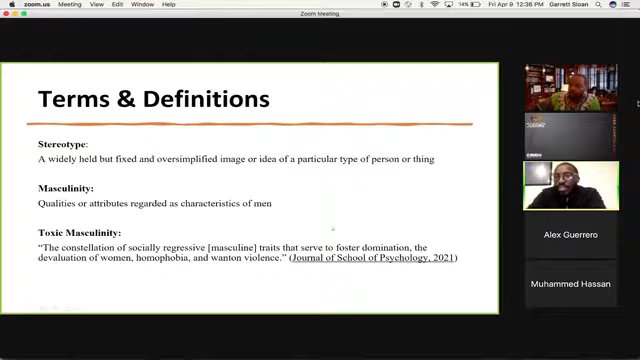 zoom.us Meeting View Edit Window Help 14% Fri Apr 9 12:36 PM Garrett Sloan
Zoom Meeting
Terms & Definitions
Stereotype:
A widely held but fixed and oversimplified image or idea of a particular type of person or thing
Masculinity:
Qualities or attributes regarded as characteristics of men
Toxic Masculinity:
“The constellation of socially regressive [masculine] traits that serve to foster domination, the
devaluation of women, homophobia, and wanton violence.” (Journal of School of Psychology, 2021)
Alex Guerrero
Muhammed Hassan